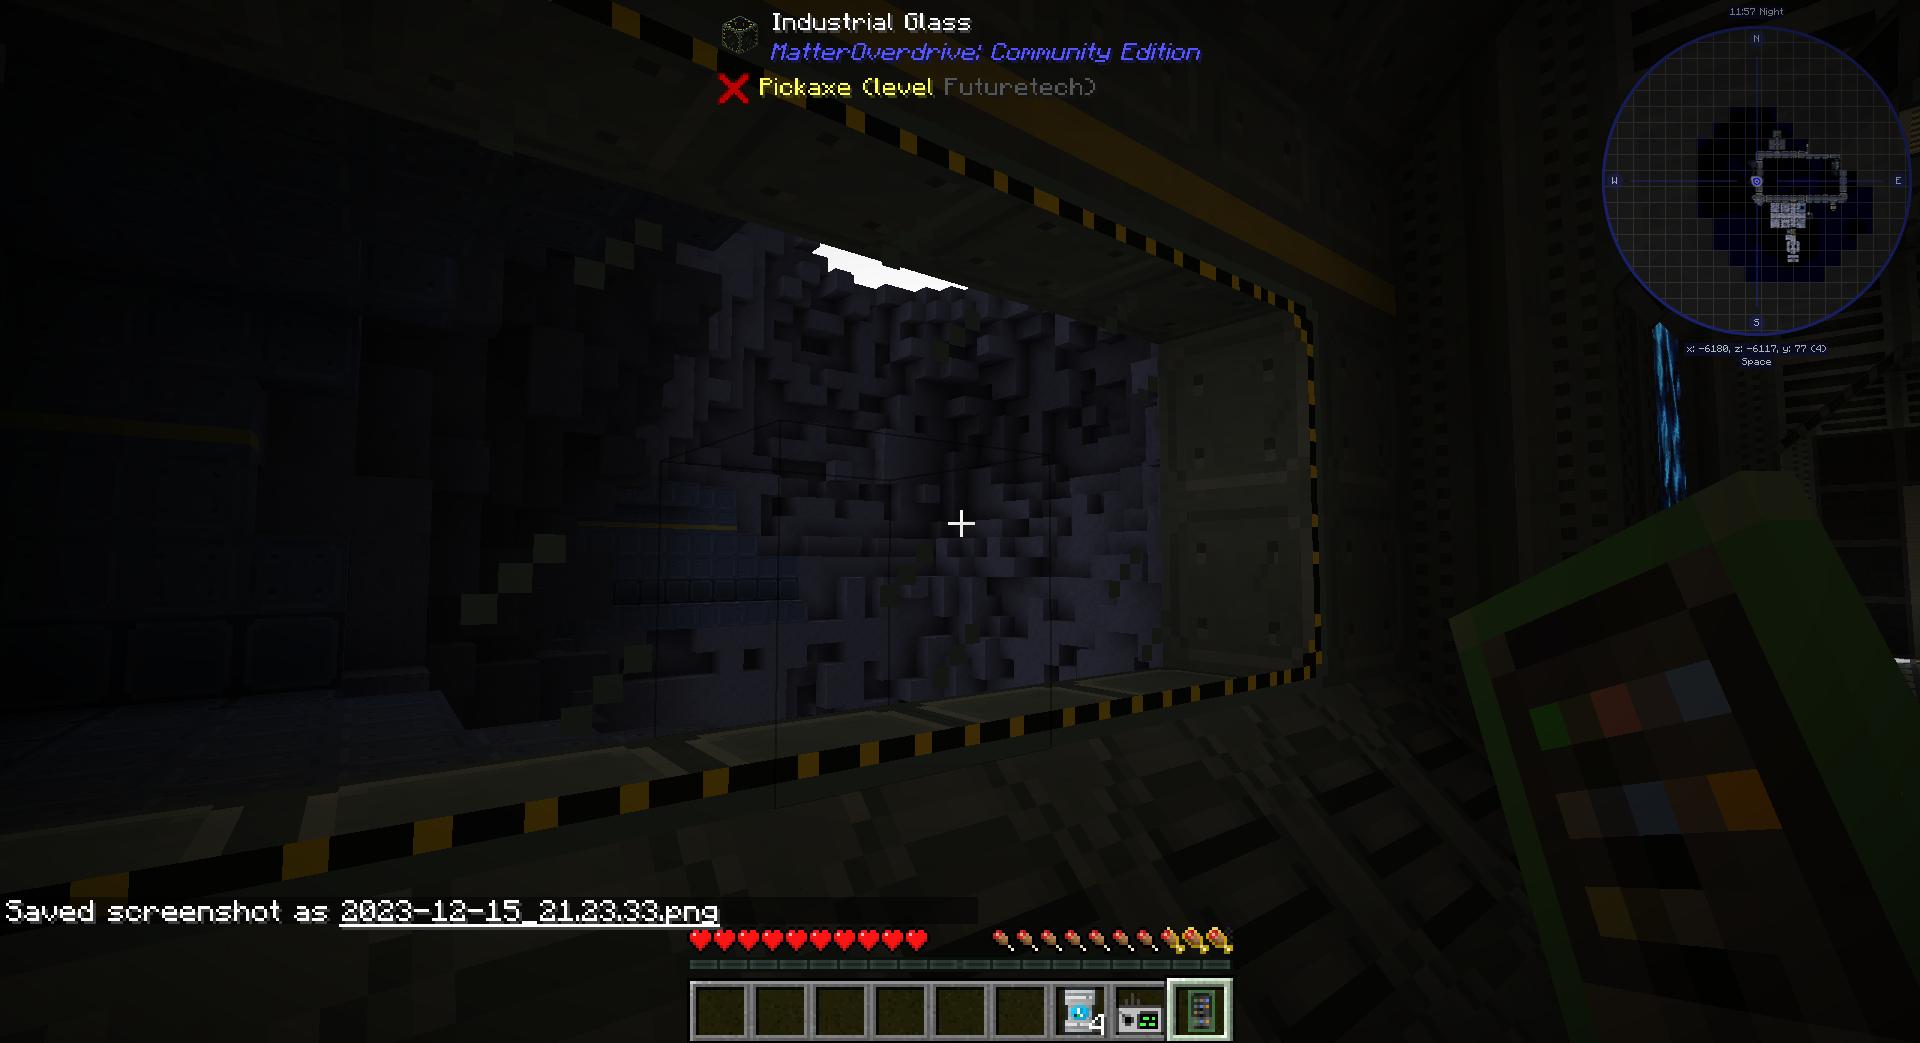 Industrial Glass
MatterOverdrive: Community Edition
Pickaxe (level Futuretech)
11:57 Night
N
W
E
S
x: -6180, z: -6117, y: 77 (4)
Space
Saved screenshot as 2023-12-15_21.23.33.png
4